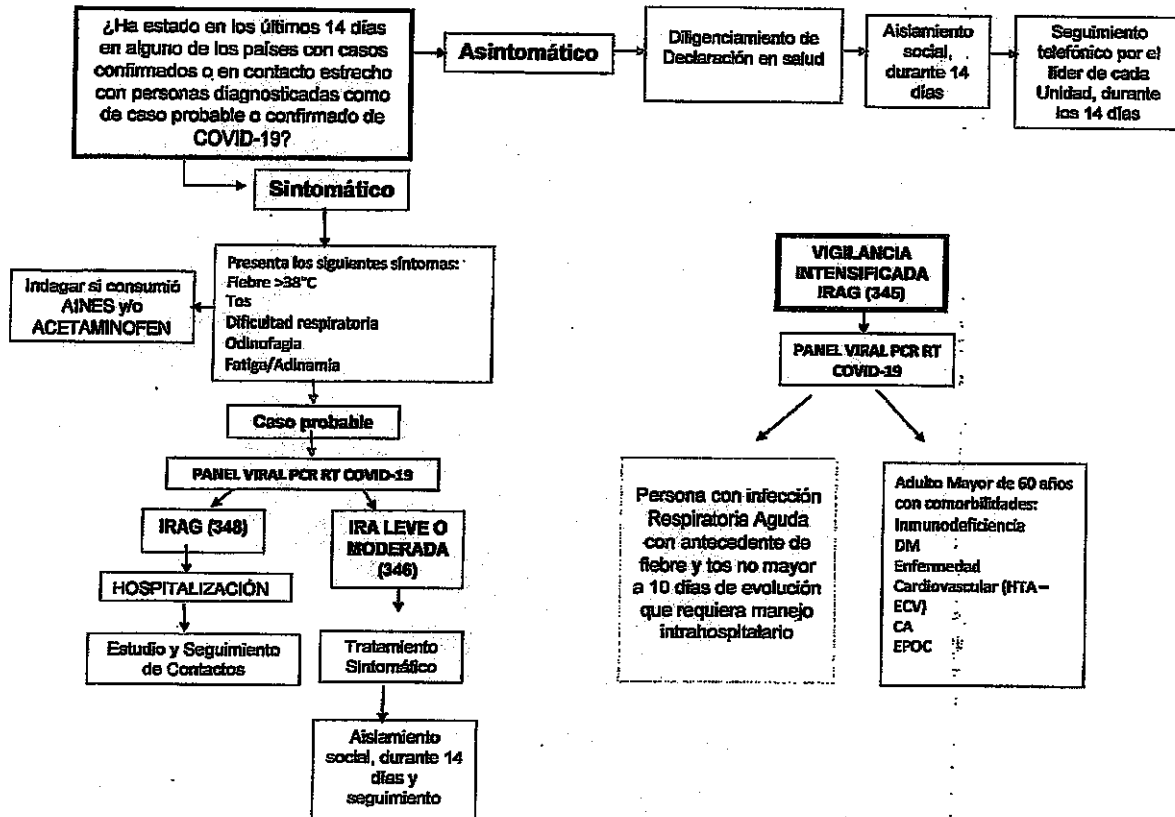 ¿Ha estado en los últimos 14 días
en alguno de los países con casos
confirmados o en contacto estrecho
con personas diagnosticadas como
de caso probable o confirmado de
COVID-19?
Asintomático
Diligenciamiento de
Declaración en salud
Aislamiento
social,
durante 14
días
Seguimiento
telefónico por el
líder de cada
Unidad, durante
los 14 días
Sintomático
Presenta los siguientes síntomas:
Fiebre >38°C
Tos
Dificultad respiratoria
Odinofagia
Fatiga/Adinamia
Indagar si consumió
AINES y/o
ACETAMINOFEN
Caso probable
PANEL VIRAL PCR RT COVID-19
IRAG (348)
HOSPITALIZACIÓN
Estudio y Seguimiento
de Contactos
IRA LEVE O
MODERADA
(346)
Tratamiento
Sintomático
Aislamiento
social, durante 14
días y
seguimiento
VIGILANCIA
INTENSIFICADA
IRAG (345)
PANEL VIRAL PCR RT
COVID-19
Persona con infección
Respiratoria Aguda
con antecedente de
fiebre y tos no mayor
a 10 días de evolución
que requiera manejo
intrahospitalario
Adulto Mayor de 60 años
con comorbilidades:
Inmunodeficiencia
DM
Enfermedad
Cardiovascular (HTA–
ECV)
CA
EPOC